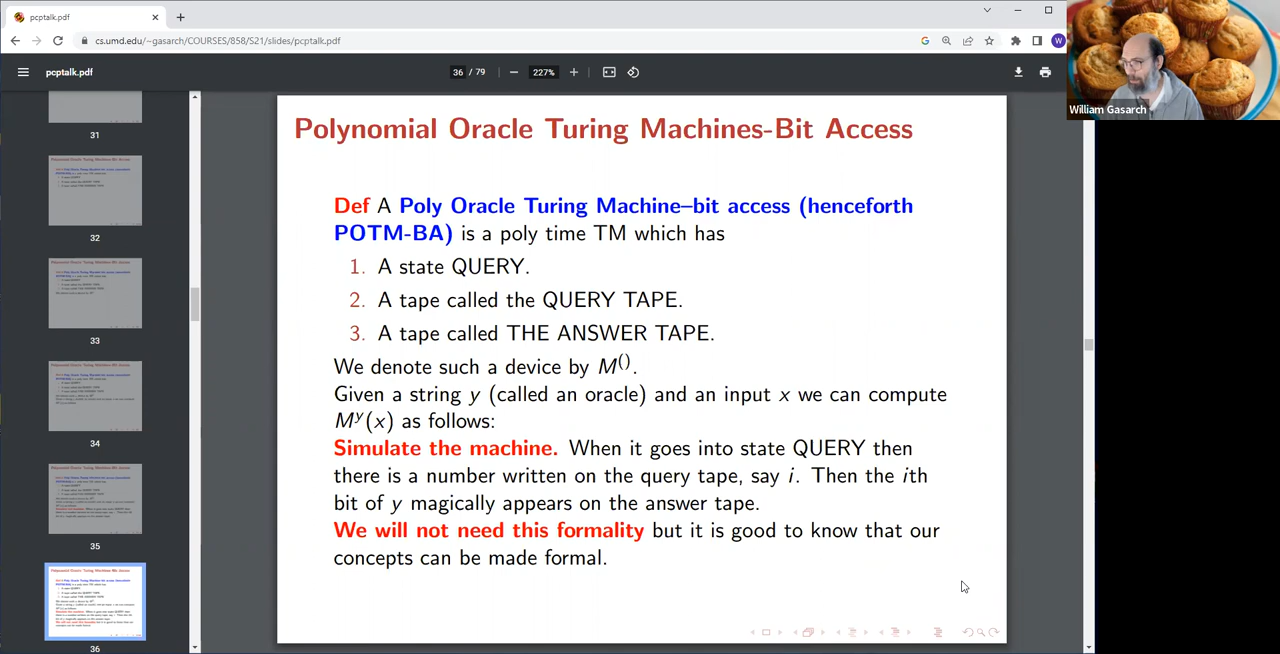 pcptalk.pdf
cs.umd.edu/~gasarch/COURSES/858/S21/slides/pcptalk.pdf
W
pcptalk.pdf
36 / 79
227%
William Gasarch
31
32
33
34
35
36
Polynomial Oracle Turing Machines-Bit Access
Def A Poly Oracle Turing Machine–bit access (henceforth
POTM-BA) is a poly time TM which has
1. A state QUERY.
2. A tape called the QUERY TAPE.
3. A tape called THE ANSWER TAPE.
We denote such a device by M⁽⁾.
Given a string y (called an oracle) and an input x we can compute
Mʸ(x) as follows:
Simulate the machine. When it goes into state QUERY then
there is a number written on the query tape, say i. Then the ith
bit of y magically appears on the answer tape.
We will not need this formality but it is good to know that our
concepts can be made formal.